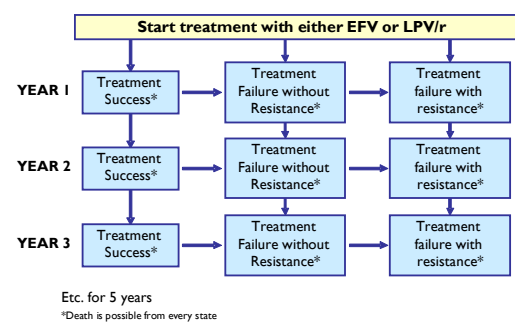 Start treatment with either EFV or LPV/r
YEAR 1
Treatment
Success*
Treatment
Failure without
Resistance*
Treatment
failure with
resistance*
YEAR 2
Treatment
Success*
Treatment
Failure without
Resistance*
Treatment
failure with
resistance*
YEAR 3
Treatment
Success*
Treatment
Failure without
Resistance*
Treatment
failure with
resistance*
Etc. for 5 years
*Death is possible from every state